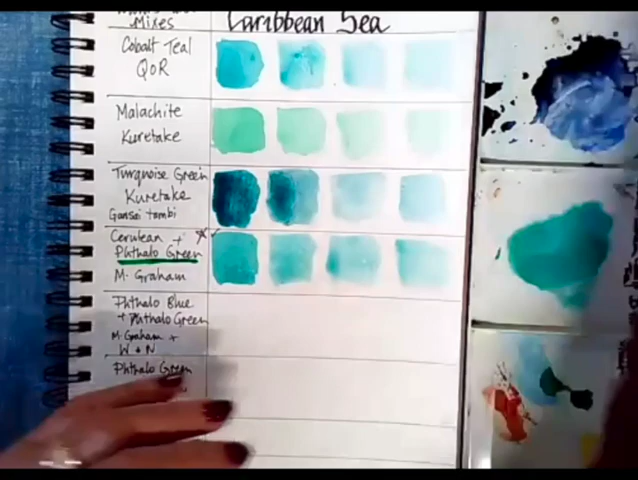 Mixes
Caribbean Sea
Cobalt Teal
QoR
Malachite
Kuretake
Turquoise Green
Kuretake
Gansai tambi
Cerulean +
Phthalo Green
M. Graham
Phthalo Blue
+ Phthalo Green
M. Graham +
W + N
Phthalo Green